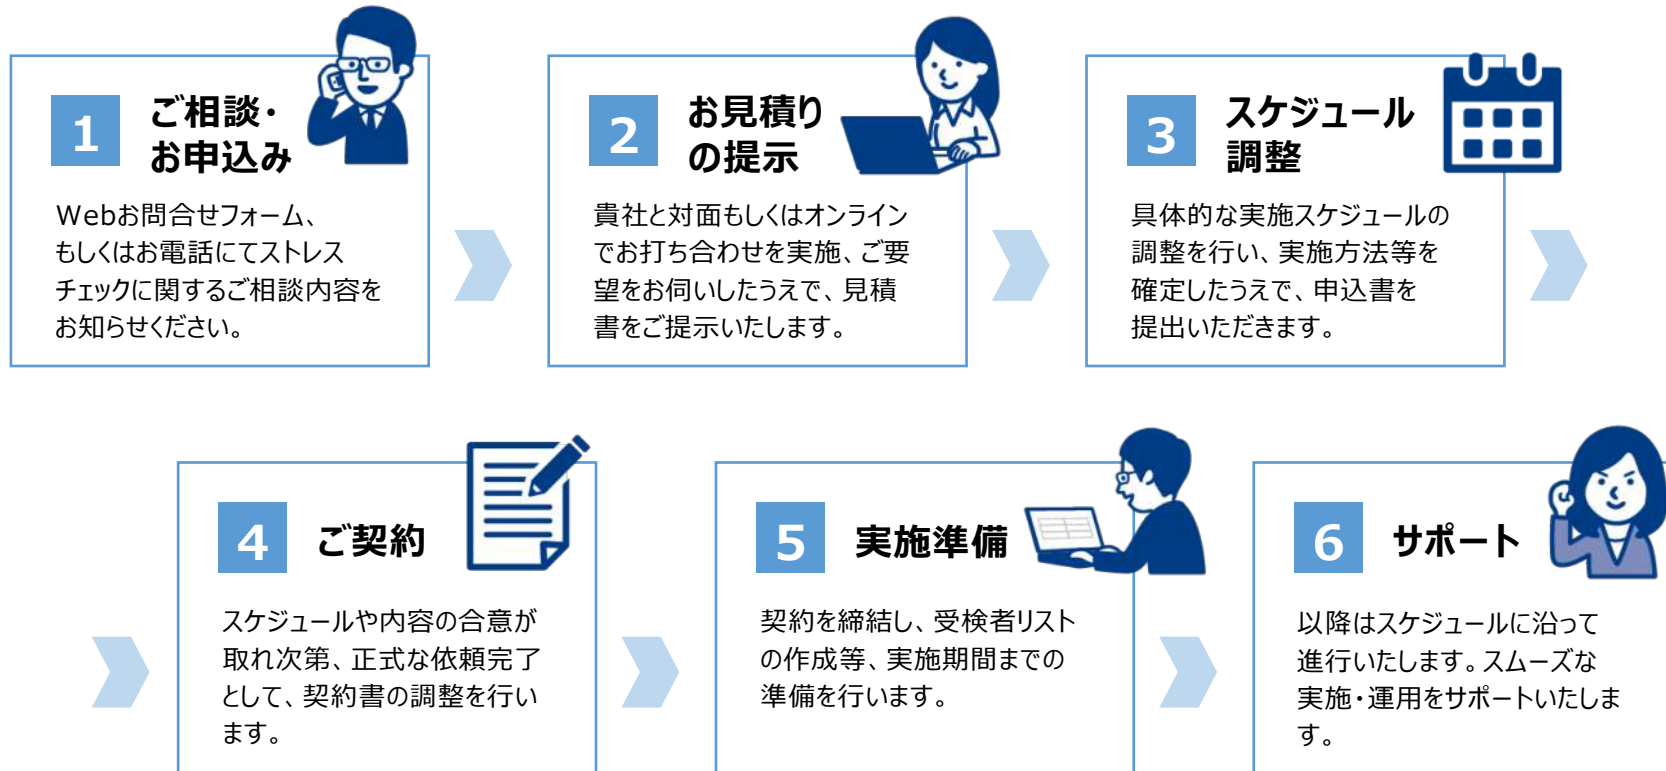 1
ご相談・
お申込み
Webお問合せフォーム、
もしくはお電話にてストレス
チェックに関するご相談内容を
お知らせください。
2
お見積り
の提示
貴社と対面もしくはオンライン
でお打ち合わせを実施、ご要
望をお伺いしたうえで、見積
書をご提示いたします。
3
スケジュール
調整
具体的な実施スケジュールの
調整を行い、実施方法等を
確定したうえで、申込書を
提出いただきます。
4
ご契約
スケジュールや内容の合意が
取れ次第、正式な依頼完了
として、契約書の調整を行い
ます。
5
実施準備
契約を締結し、受検者リスト
の作成等、実施期間までの
準備を行います。
6
サポート
以降はスケジュールに沿って
進行いたします。スムーズな
実施・運用をサポートいたしま
す。